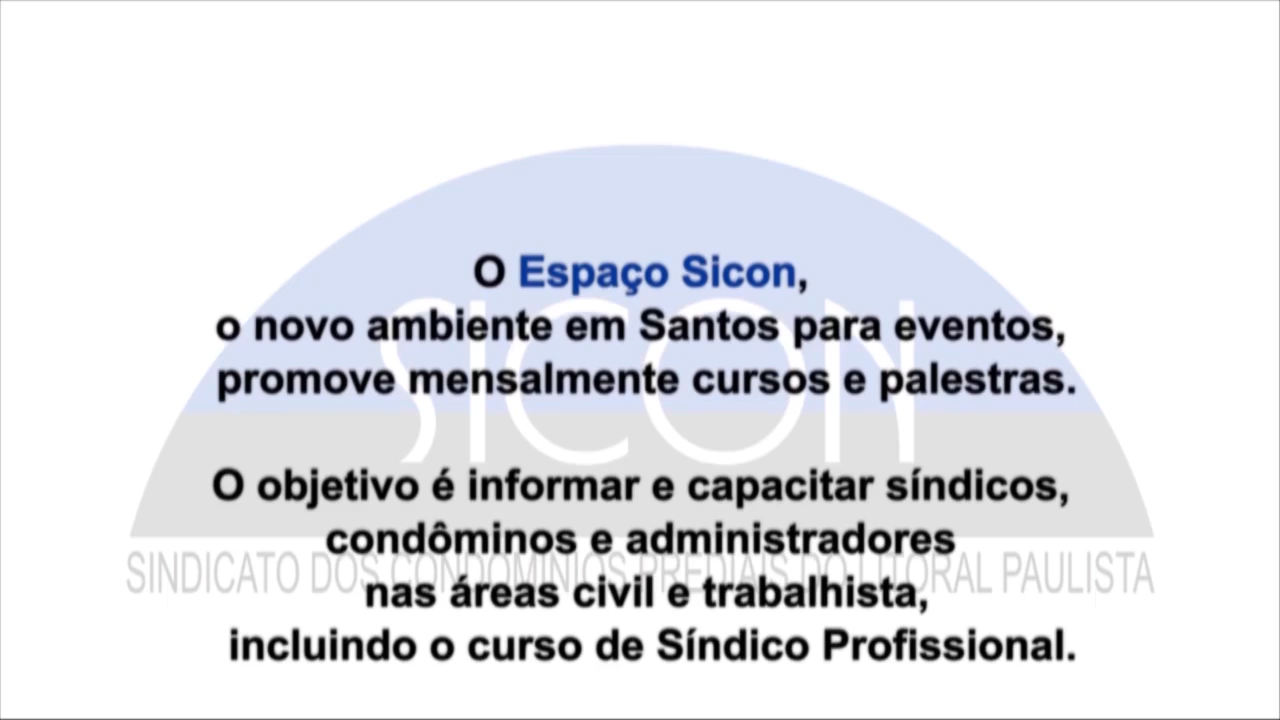 O Espaço Sicon,
o novo ambiente em Santos para eventos,
promove mensalmente cursos e palestras.
SICON
O objetivo é informar e capacitar síndicos,
condôminos e administradores
SINDICATO DOS CONDOMÍNIOS PREDIAIS DO LITORAL PAULISTA
nas áreas civil e trabalhista,
incluindo o curso de Síndico Profissional.